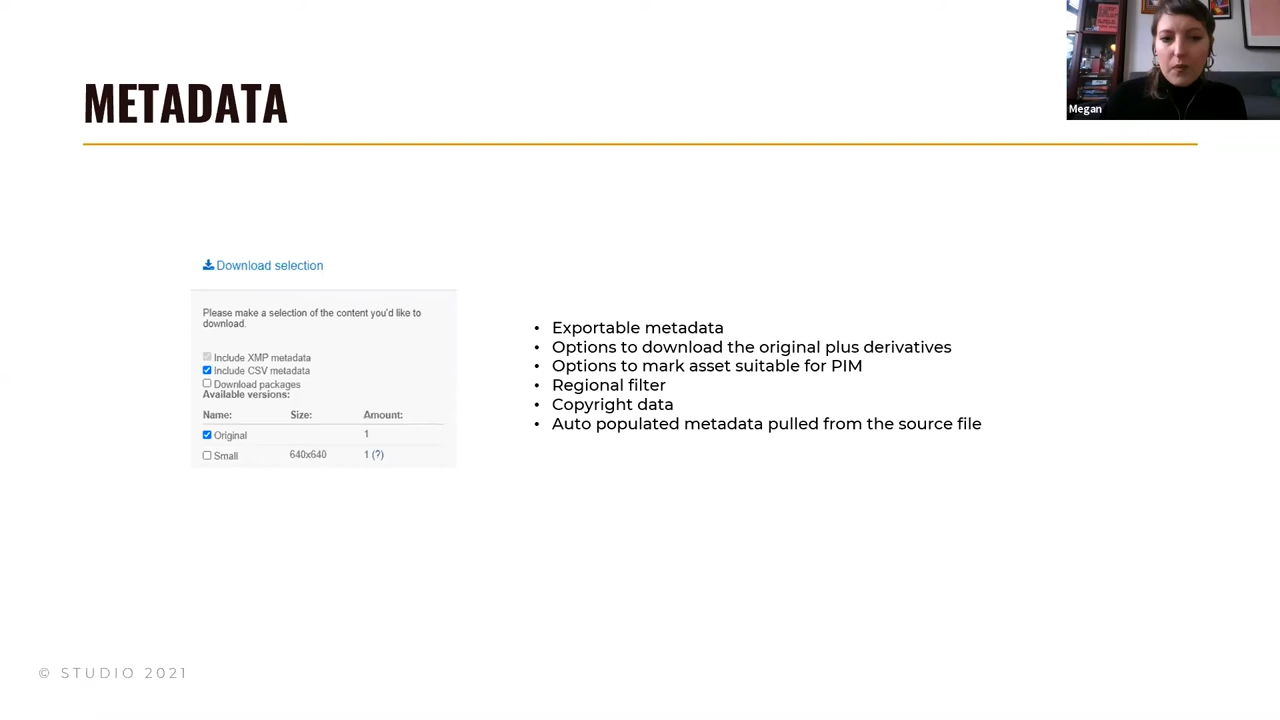 METADATA
Megan
Download selection
Please make a selection of the content you'd like to
download.
Include XMP metadata
Include CSV metadata
Download packages
Available versions:
Name: Size: Amount:
Original 1
Small 640x640 1 (?)
• Exportable metadata
• Options to download the original plus derivatives
• Options to mark asset suitable for PIM
• Regional filter
• Copyright data
• Auto populated metadata pulled from the source file
© STUDIO 2021